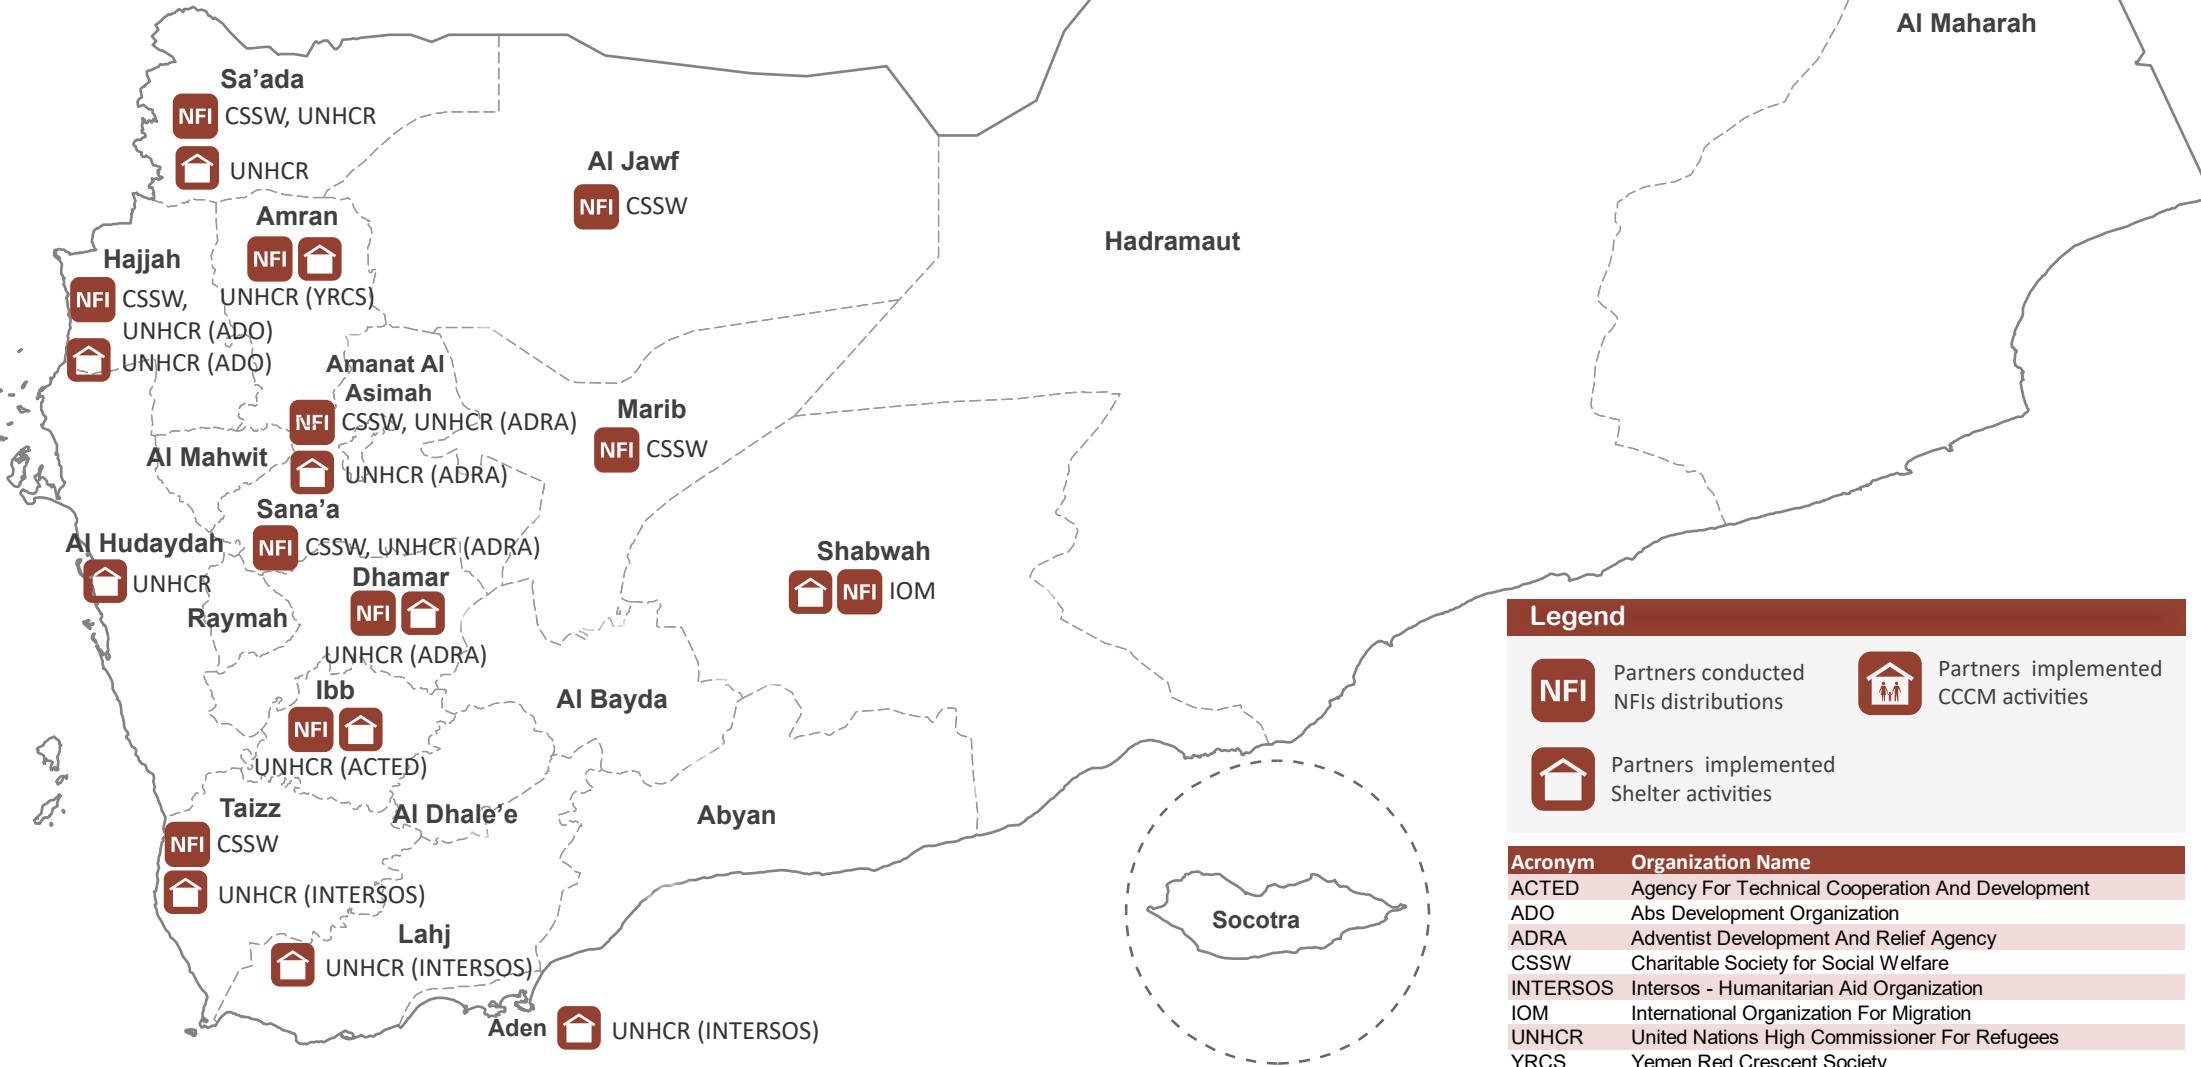 Al Maharah
Sa’ada
NFI CSSW, UNHCR
UNHCR
Al Jawf
NFI CSSW
Amran
NFI
UNHCR (YRCS)
Hadramaut
Hajjah
NFI CSSW,
UNHCR (ADO)
UNHCR (ADO)
Amanat Al
Asimah
NFI CSSW, UNHCR (ADRA)
UNHCR (ADRA)
Marib
NFI CSSW
Al Mahwit
Sana’a
NFI CSSW, UNHCR (ADRA)
Al Hudaydah
UNHCR
Dhamar
NFI
UNHCR (ADRA)
Raymah
Shabwah
NFI IOM
Ibb
NFI
UNHCR (ACTED)
Al Bayda
Taizz
NFI CSSW
UNHCR (INTERSOS)
Al Dhale’e
Abyan
Lahj
UNHCR (INTERSOS)
Aden UNHCR (INTERSOS)
Socotra
Legend
NFI Partners conducted
NFIs distributions
Partners implemented
CCCM activities
Partners implemented
Shelter activities
Acronym Organization Name
ACTED Agency For Technical Cooperation And Development
ADO Abs Development Organization
ADRA Adventist Development And Relief Agency
CSSW Charitable Society for Social Welfare
INTERSOS Intersos - Humanitarian Aid Organization
IOM International Organization For Migration
UNHCR United Nations High Commissioner For Refugees
YRCS Yemen Red Crescent Society